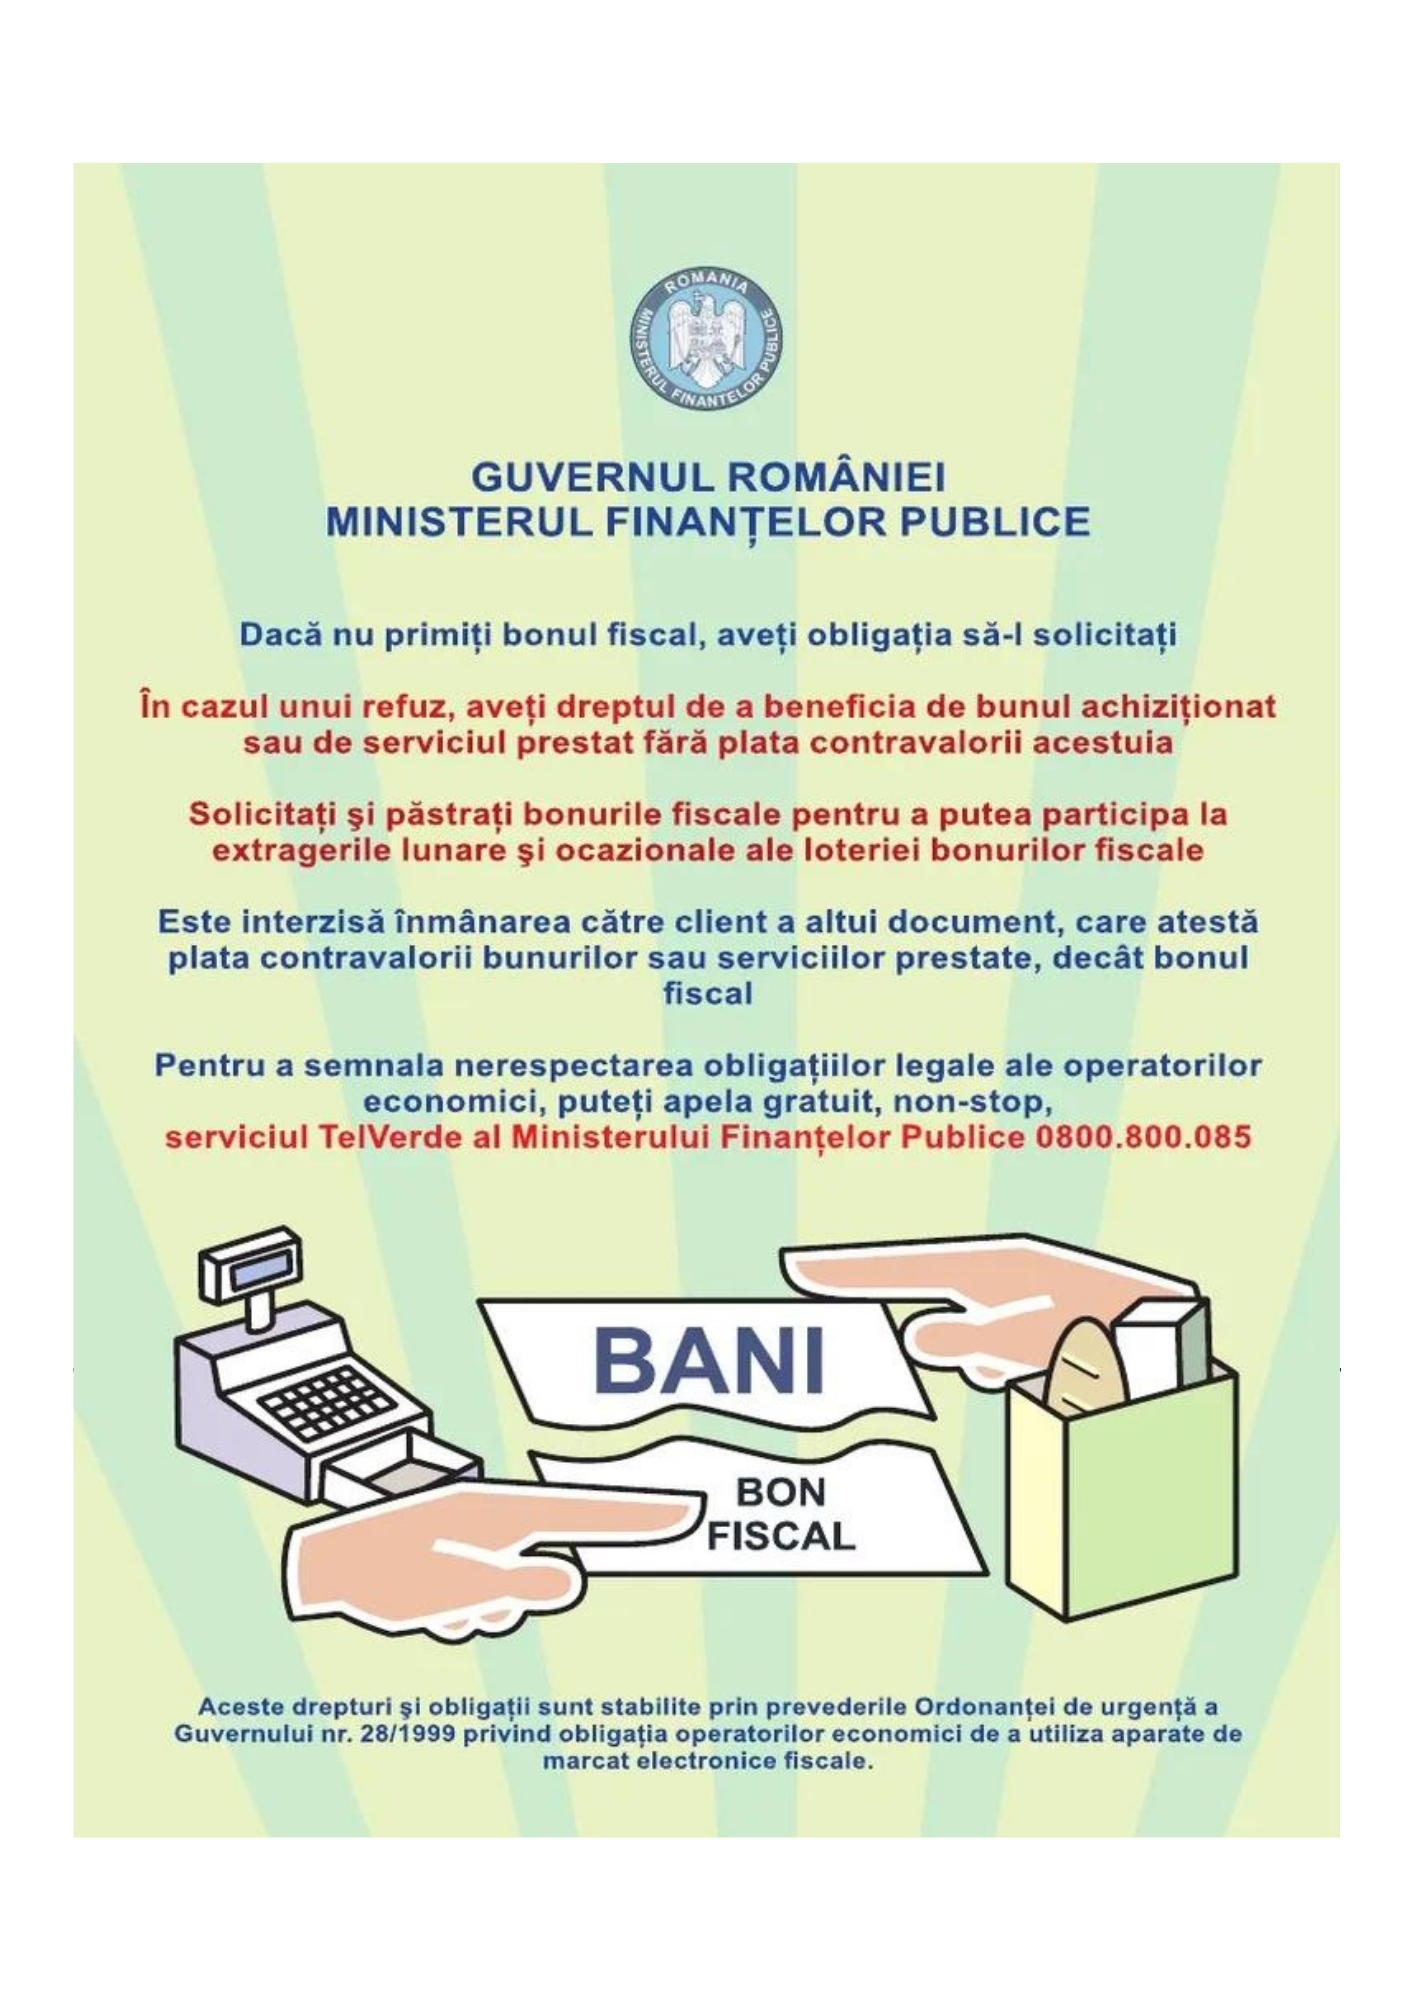 ROMANIA
MINISTERUL FINANTELOR PUBLICE
GUVERNUL ROMÂNIEI
MINISTERUL FINANȚELOR PUBLICE
Dacă nu primiți bonul fiscal, aveți obligația să-l solicitați
În cazul unui refuz, aveți dreptul de a beneficia de bunul achiziționat
sau de serviciul prestat fără plata contravalorii acestuia
Solicitați şi păstrați bonurile fiscale pentru a putea participa la
extragerile lunare şi ocazionale ale loteriei bonurilor fiscale
Este interzisă înmânarea către client a altui document, care atestă
plata contravalorii bunurilor sau serviciilor prestate, decât bonul
fiscal
Pentru a semnala nerespectarea obligațiilor legale ale operatorilor
economici, puteți apela gratuit, non-stop,
serviciul TelVerde al Ministerului Finanțelor Publice 0800.800.085
BANI
BON
FISCAL
Aceste drepturi şi obligații sunt stabilite prin prevederile Ordonanței de urgență a
Guvernului nr. 28/1999 privind obligația operatorilor economici de a utiliza aparate de
marcat electronice fiscale.